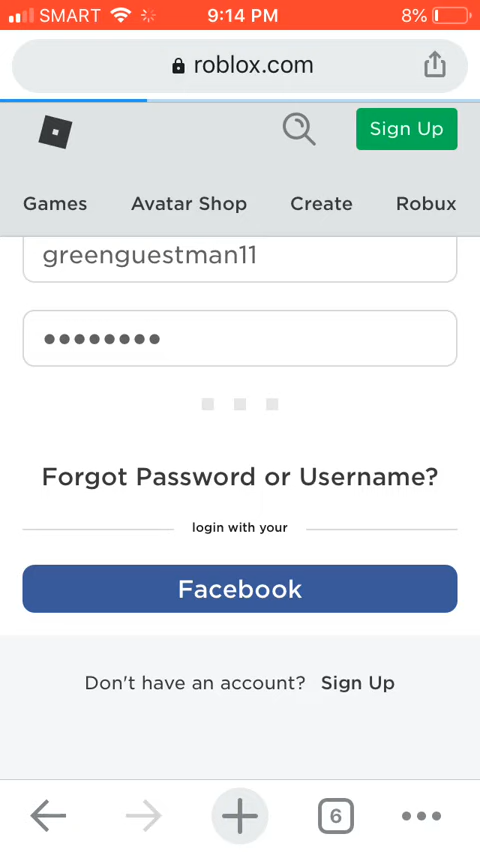 SMART 9:14 PM 8%
roblox.com
Sign Up
Games Avatar Shop Create Robux
greenguestman11
••••••••
Forgot Password or Username?
login with your
Facebook
Don't have an account? Sign Up
6